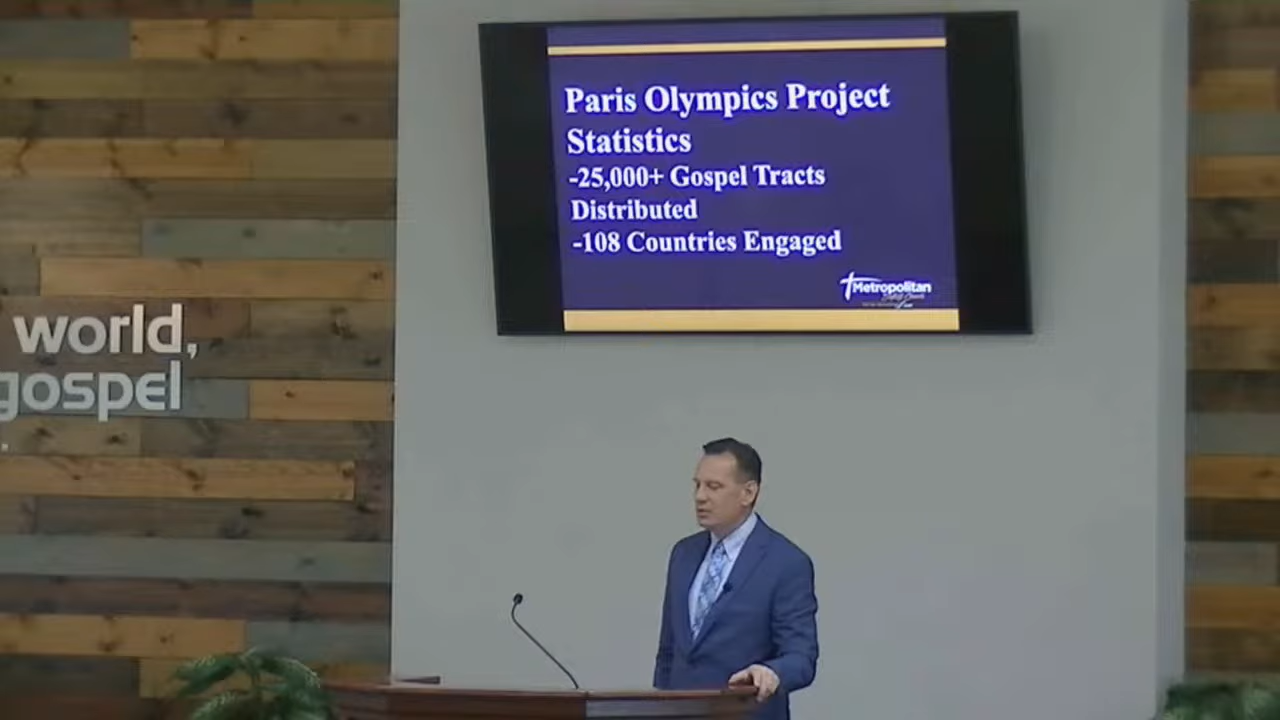 Paris Olympics Project
Statistics
-25,000+ Gospel Tracts
Distributed
-108 Countries Engaged
Metropolitan
world,
gospel
.